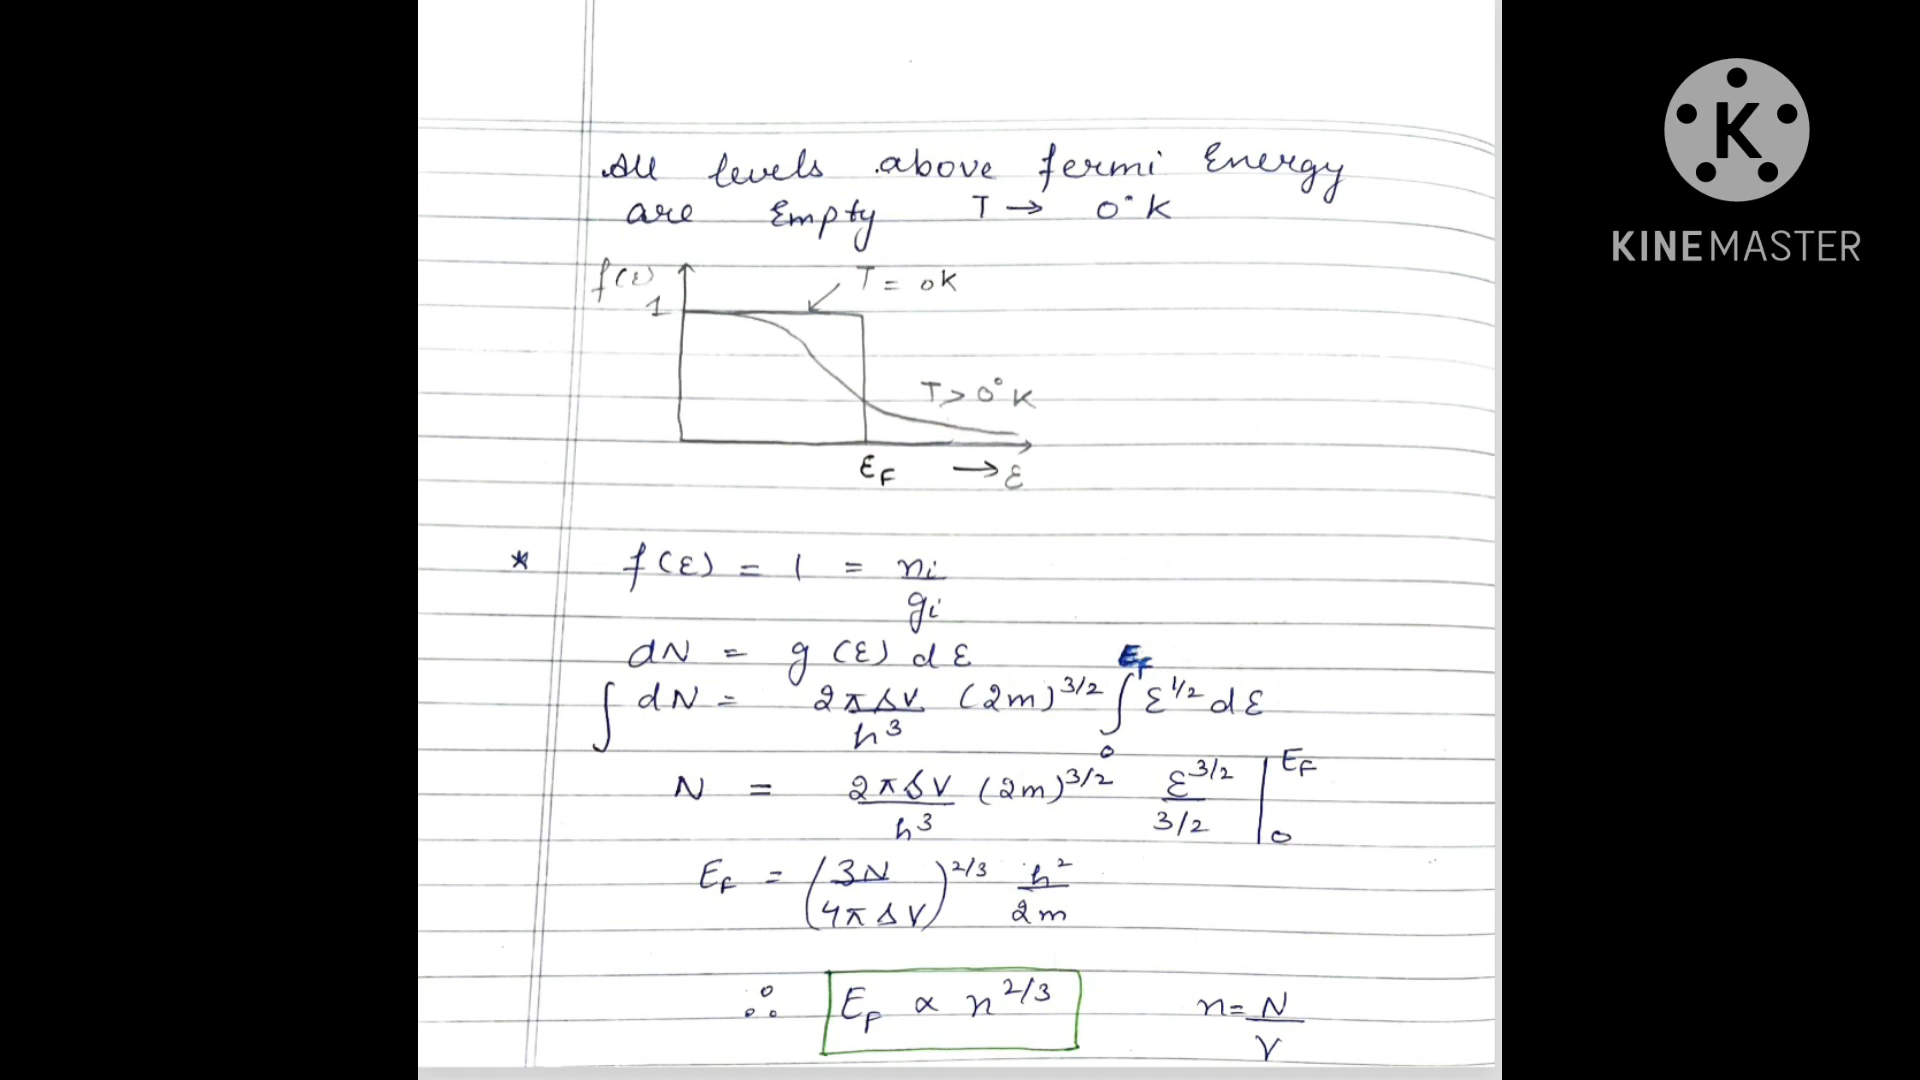 All levels above fermi Energy
are Empty T → 0°K
f(ε)
1
T = 0K
T > 0°K
EF → ε
* f(ε) = 1 = ni/gi
dN = g(ε) dε
∫ dN = 2πΔV/h³ (2m)^3/2 ∫₀^EF ε^1/2 dε
N = 2πΔV/h³ (2m)^3/2 ε^3/2 / 3/2 |₀^EF
EF = (3N/4πΔV)^2/3 h²/2m
∴ EF ∝ n^2/3 n = N/V
K
KINEMASTER